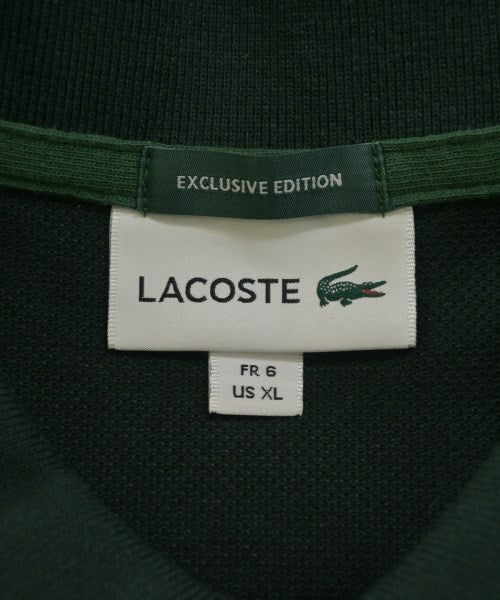 EXCLUSIVE EDITION
LACOSTE
FR 6
US XL